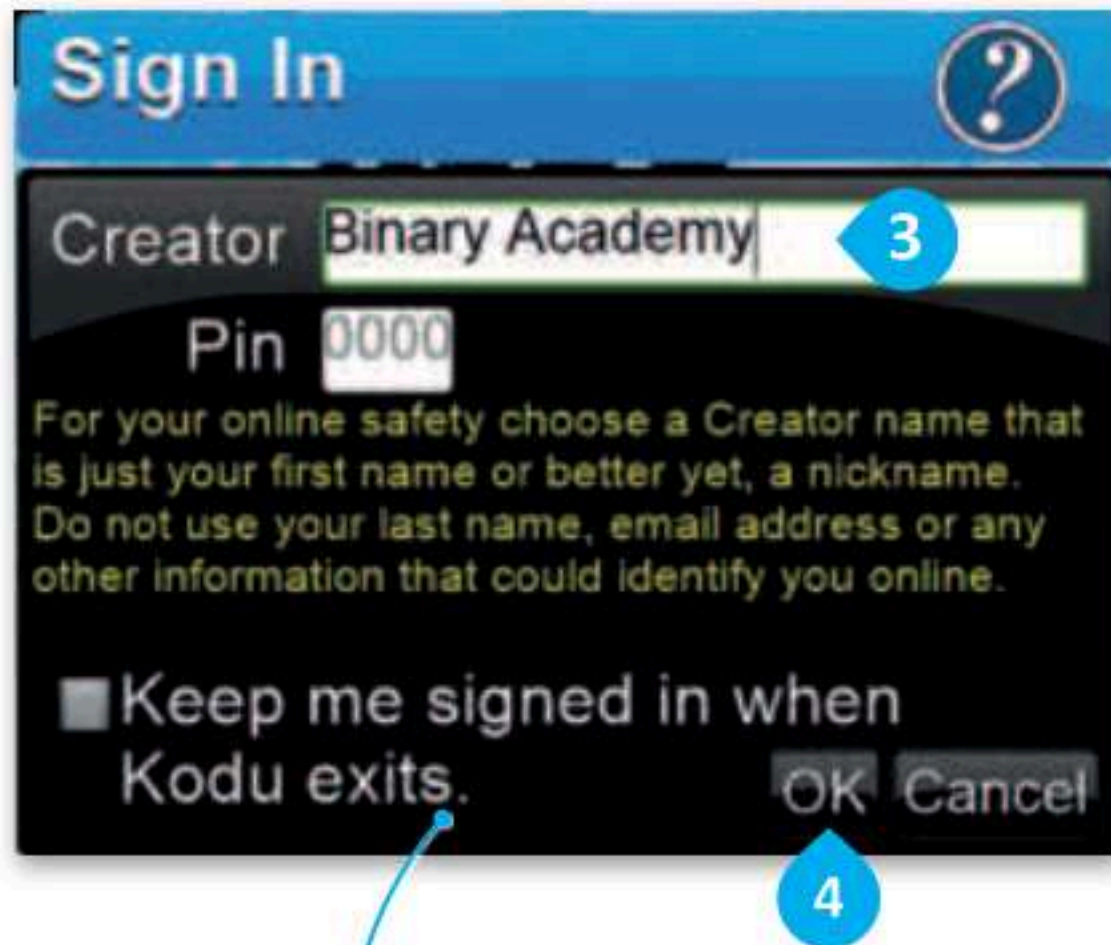 Sign In
?
Creator Binary Academy 3
Pin 0000
For your online safety choose a Creator name that
is just your first name or better yet, a nickname.
Do not use your last name, email address or any
other information that could identify you online.
Keep me signed in when
Kodu exits.
OK Cancel
4